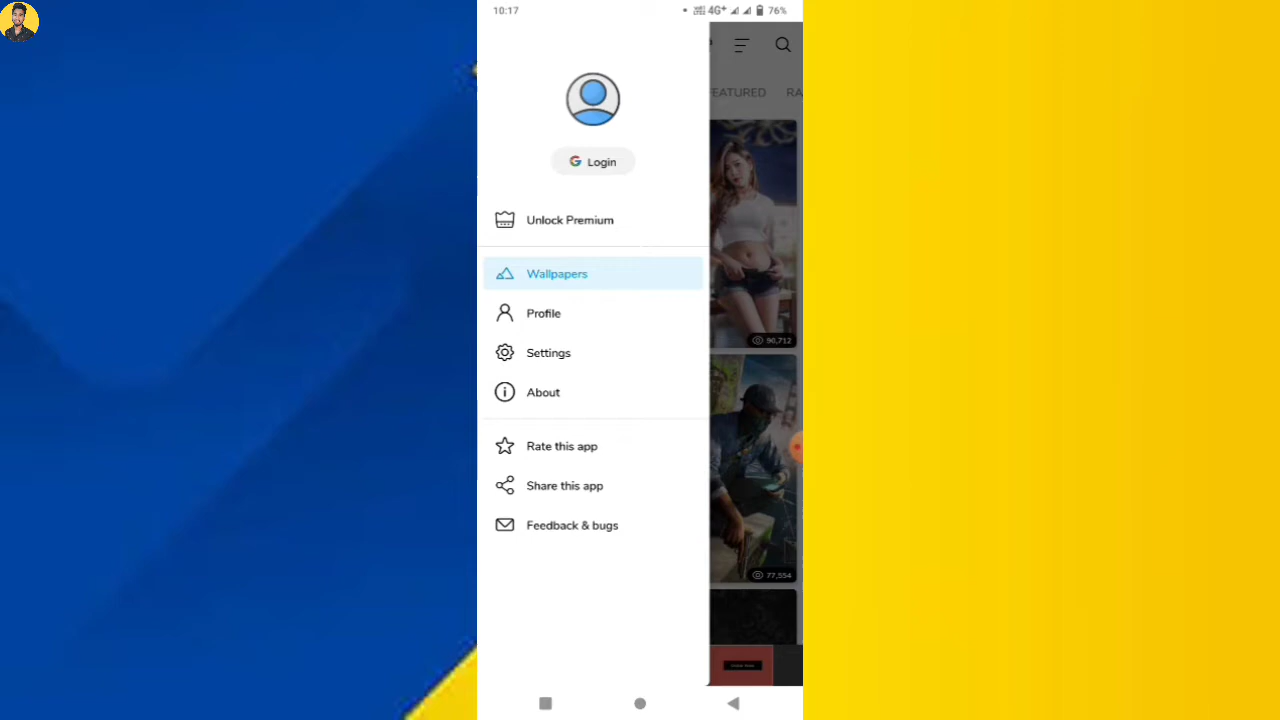 10:17
4G+ 76%
Login
EATURED RA
Unlock Premium
Wallpapers
Profile
90,712
Settings
About
Rate this app
Share this app
Feedback & bugs
77,554